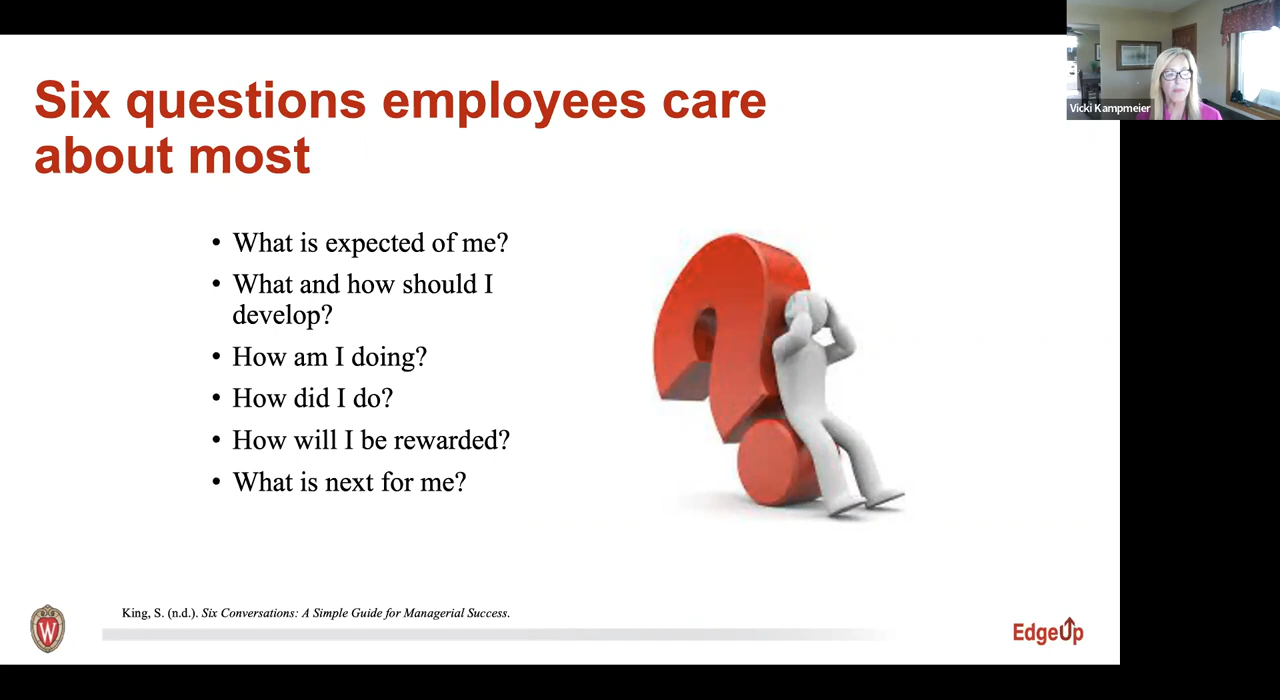 Six questions employees care
about most
Vicki Kampmeier
• What is expected of me?
• What and how should I
develop?
• How am I doing?
• How did I do?
• How will I be rewarded?
• What is next for me?
King, S. (n.d.). Six Conversations: A Simple Guide for Managerial Success.
W
EdgeUp